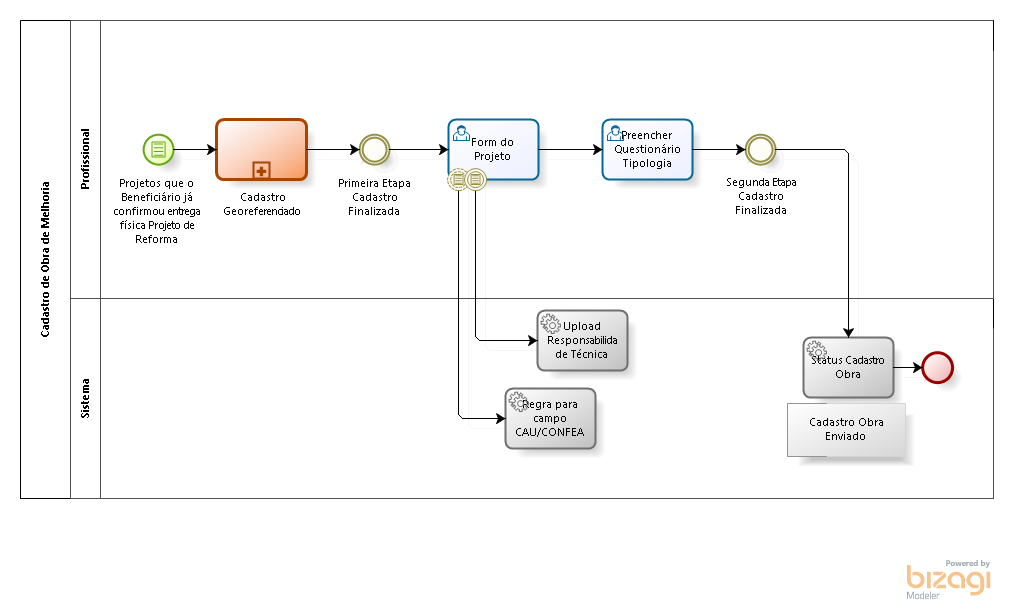 Cadastro de Obra de Melhoria
Profissional
Projetos que o
Beneficiário já
confirmou entrega
física Projeto de
Reforma
Cadastro
Georeferenciado
Primeira Etapa
Cadastro
Finalizada
Form do
Projeto
Preencher
Questionário
Tipologia
Segunda Etapa
Cadastro
Finalizada
Sistema
Upload
Responsabilida
de Técnica
Regra para
campo
CAU/CONFEA
Status Cadastro
Obra
Cadastro Obra
Enviado
Powered by
bizagi
Modeler